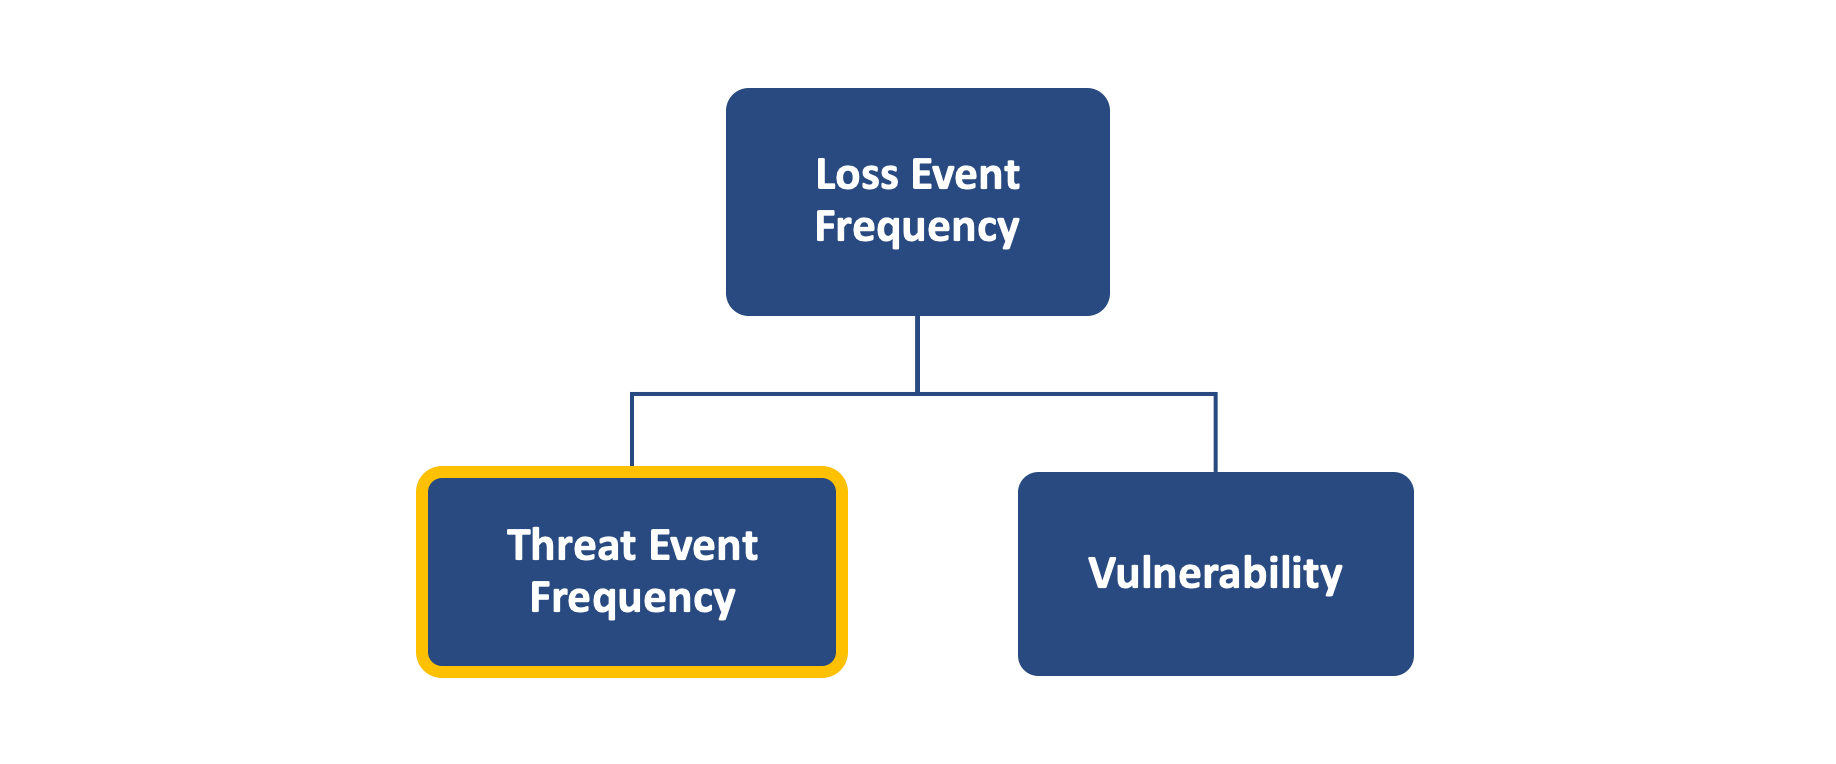 Loss Event
Frequency
Threat Event
Frequency
Vulnerability